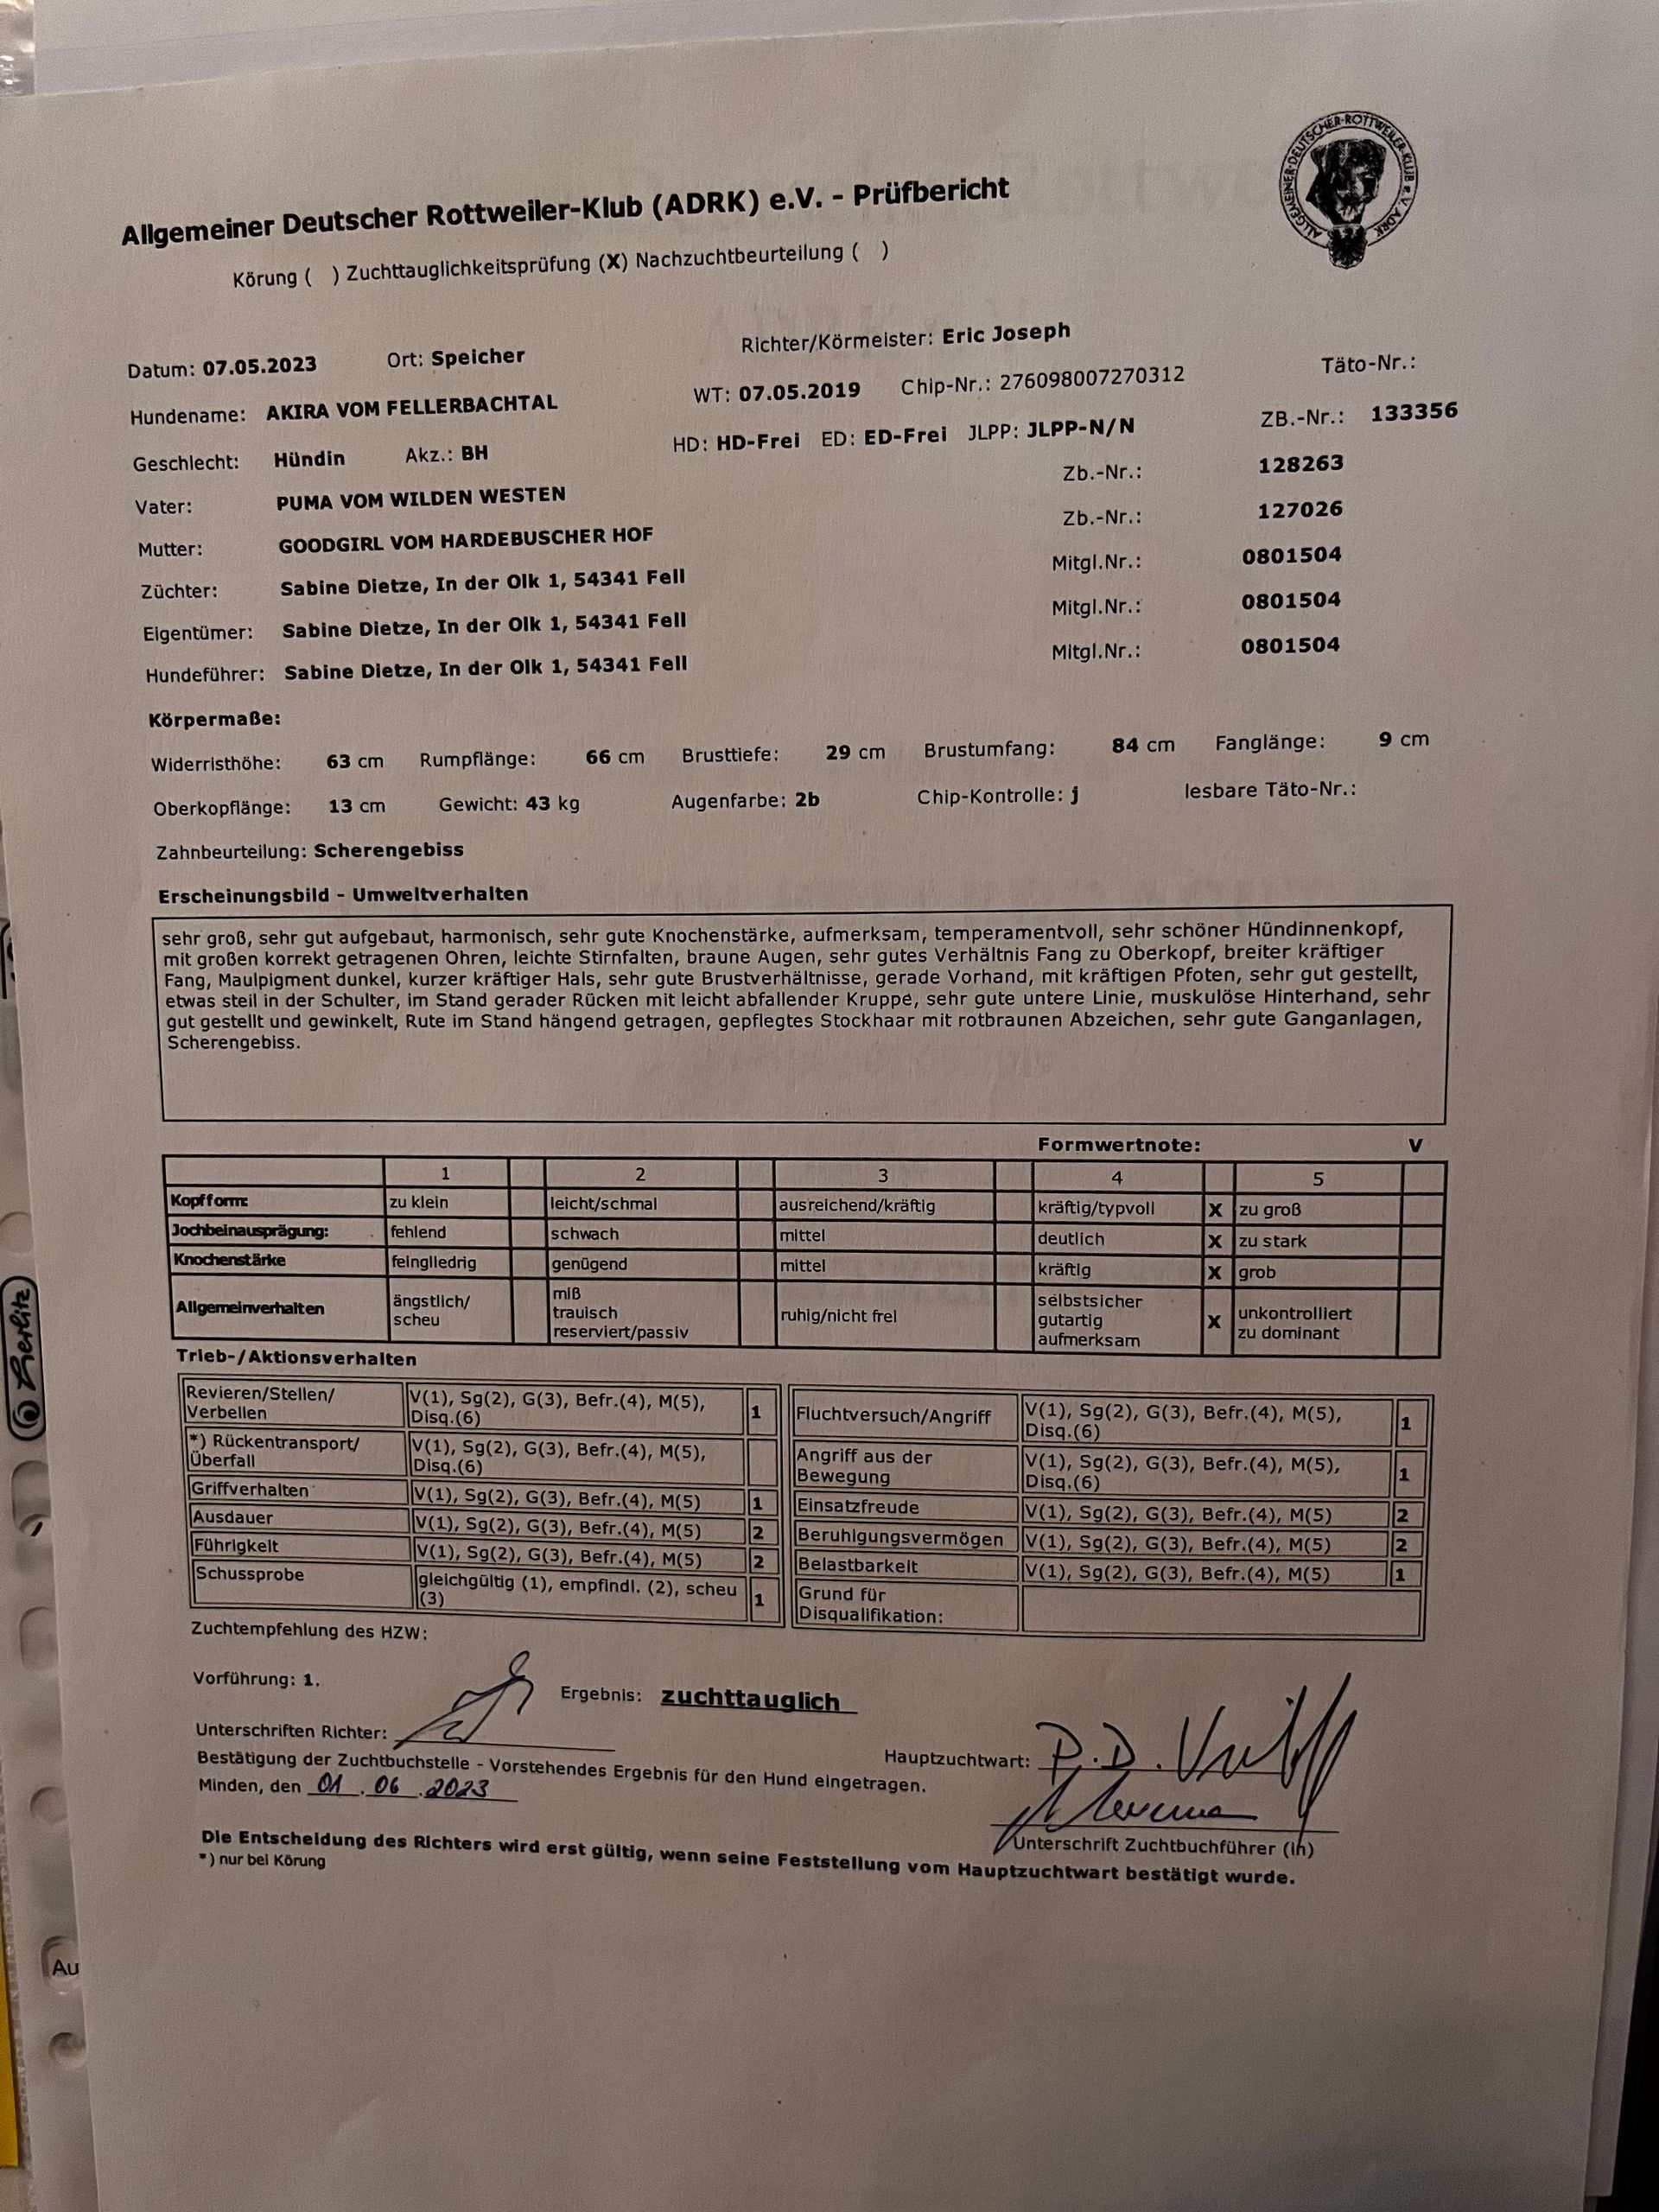 ALLGEMEINER-DEUTSCHER-ROTTWEILER-KLUB e.V. ADRK
Allgemeiner Deutscher Rottweiler-Klub (ADRK) e.V. - Prüfbericht
Körung ( ) Zuchttauglichkeitsprüfung (X) Nachzuchtbeurteilung ( )
Datum: 07.05.2023 Ort: Speicher Richter/Körmeister: Eric Joseph
Hundename: AKIRA VOM FELLERBACHTAL WT: 07.05.2019 Chip-Nr.: 276098007270312 Täto-Nr.:
Geschlecht: Hündin Akz.: BH HD: HD-Frei ED: ED-Frei JLPP: JLPP-N/N ZB.-Nr.: 133356
Vater: PUMA VOM WILDEN WESTEN Zb.-Nr.: 128263
Mutter: GOODGIRL VOM HARDEBUSCHER HOF Zb.-Nr.: 127026
Züchter: Sabine Dietze, In der Olk 1, 54341 Fell Mitgl.Nr.: 0801504
Eigentümer: Sabine Dietze, In der Olk 1, 54341 Fell Mitgl.Nr.: 0801504
Hundeführer: Sabine Dietze, In der Olk 1, 54341 Fell Mitgl.Nr.: 0801504
Körpermaße:
Widerristhöhe: 63 cm Rumpflänge: 66 cm Brusttiefe: 29 cm Brustumfang: 84 cm Fanglänge: 9 cm
Oberkopflänge: 13 cm Gewicht: 43 kg Augenfarbe: 2b Chip-Kontrolle: j lesbare Täto-Nr.:
Zahnbeurteilung: Scherengebiss
Erscheinungsbild - Umweltverhalten
sehr groß, sehr gut aufgebaut, harmonisch, sehr gute Knochenstärke, aufmerksam, temperamentvoll, sehr schöner Hündinnenkopf,
mit großen korrekt getragenen Ohren, leichte Stirnfalten, braune Augen, sehr gutes Verhältnis Fang zu Oberkopf, breiter kräftiger
Fang, Maulpigment dunkel, kurzer kräftiger Hals, sehr gute Brustverhältnisse, gerade Vorhand, mit kräftigen Pfoten, sehr gut gestellt,
etwas steil in der Schulter, im Stand gerader Rücken mit leicht abfallender Kruppe, sehr gute untere Linie, muskulöse Hinterhand, sehr
gut gestellt und gewinkelt, Rute im Stand hängend getragen, gepflegtes Stockhaar mit rotbraunen Abzeichen, sehr gute Ganganlagen,
Scherengebiss.
Formwertnote: V
1 2 3 4 5
Kopfform: zu klein leicht/schmal ausreichend/kräftig kräftig/typvoll X zu groß
Jochbeinausprägung: fehlend schwach mittel deutlich X zu stark
Knochenstärke feingliedrig genügend mittel kräftig X grob
Allgemeinverhalten ängstlich/
scheu
miß
trauisch
reserviert/passiv
ruhig/nicht frei
selbstsicher
gutartig
aufmerksam
X
unkontrolliert
zu dominant
Trieb-/Aktionsverhalten
Revieren/Stellen/
Verbellen
V(1), Sg(2), G(3), Befr.(4), M(5),
Disq.(6)
1
Fluchtversuch/Angriff
V(1), Sg(2), G(3), Befr.(4), M(5),
Disq.(6)
1
*) Rückentransport/
Überfall
V(1), Sg(2), G(3), Befr.(4), M(5),
Disq.(6)
Angriff aus der
Bewegung
V(1), Sg(2), G(3), Befr.(4), M(5),
Disq.(6)
1
Griffverhalten V(1), Sg(2), G(3), Befr.(4), M(5) 1 Einsatzfreude V(1), Sg(2), G(3), Befr.(4), M(5) 2
Ausdauer V(1), Sg(2), G(3), Befr.(4), M(5) 2 Beruhigungsvermögen V(1), Sg(2), G(3), Befr.(4), M(5) 2
Führigkeit V(1), Sg(2), G(3), Befr.(4), M(5) 2 Belastbarkeit V(1), Sg(2), G(3), Befr.(4), M(5) 1
Schussprobe
gleichgültig (1), empfindl. (2), scheu
(3)
1
Grund für
Disqualifikation:
Zuchtempfehlung des HZW:
Vorführung: 1. Ergebnis: zuchttauglich
Unterschriften Richter: Hauptzuchtwart: P.D.
Bestätigung der Zuchtbuchstelle - Vorstehendes Ergebnis für den Hund eingetragen.
Minden, den 01.06.2023
Unterschrift Zuchtbuchführer (in)
Die Entscheidung des Richters wird erst gültig, wenn seine Feststellung vom Hauptzuchtwart bestätigt wurde.
*) nur bei Körung
Herlitz
Au